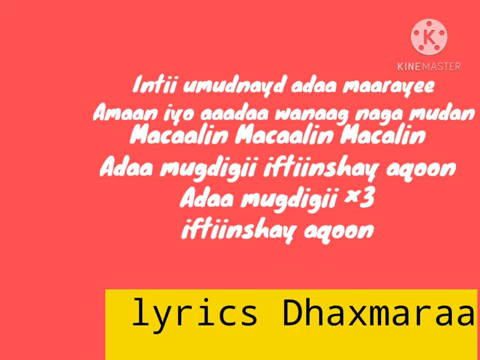 KINEMASTER
Intii umudnayd adaa maarayee
Amaan iyo aaadaa wanaag naga mudan
Macaalin Macaalin Macalin
Adaa mugdigii iftiinshay aqoon
Adaa mugdigii ×3
iftiinshay aqoon
lyrics Dhaxmaraa